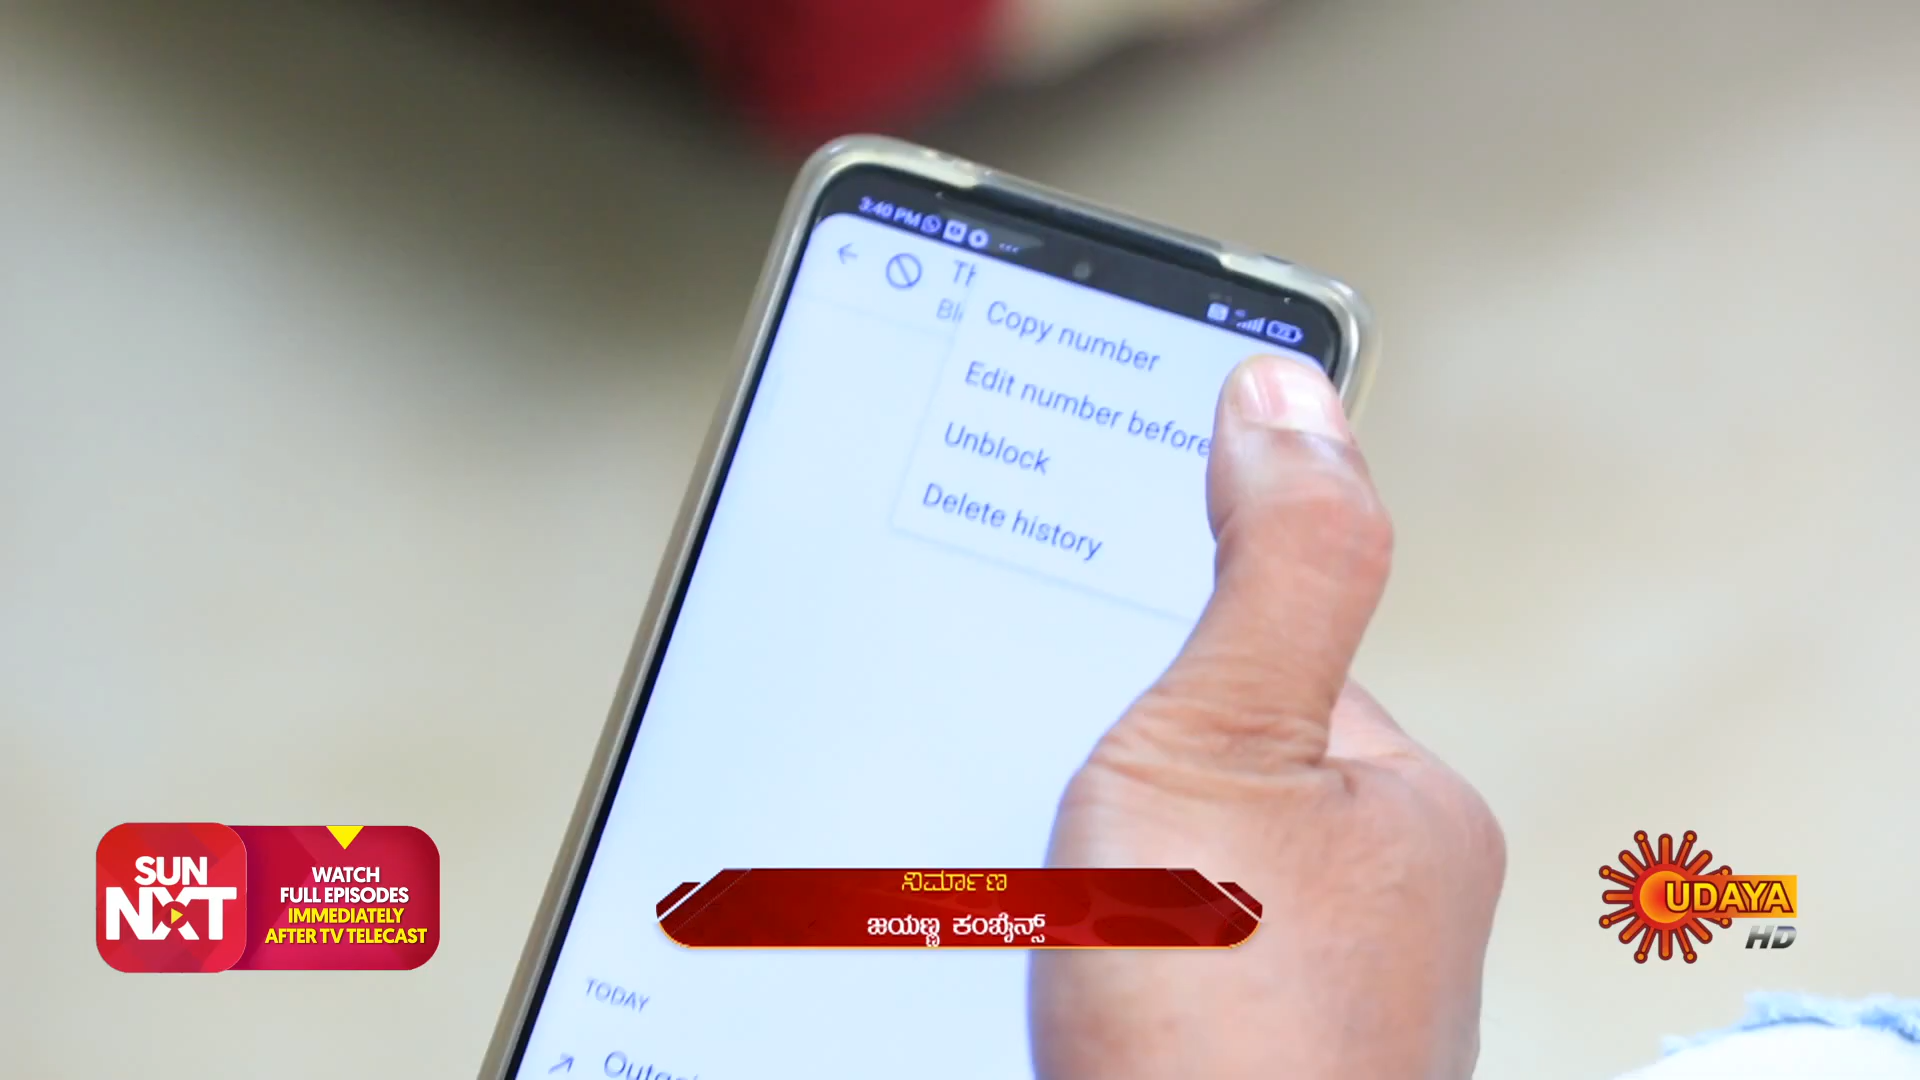 3:40 PM
Copy number
Edit number before
Unblock
Delete history
TODAY
SUN
NXT
WATCH
FULL EPISODES
IMMEDIATELY
AFTER TV TELECAST
ನಿರ್ಮಾಣ
ಜಯಣ್ಣ ಕಂಬೈನ್ಸ್
UDAYA
HD